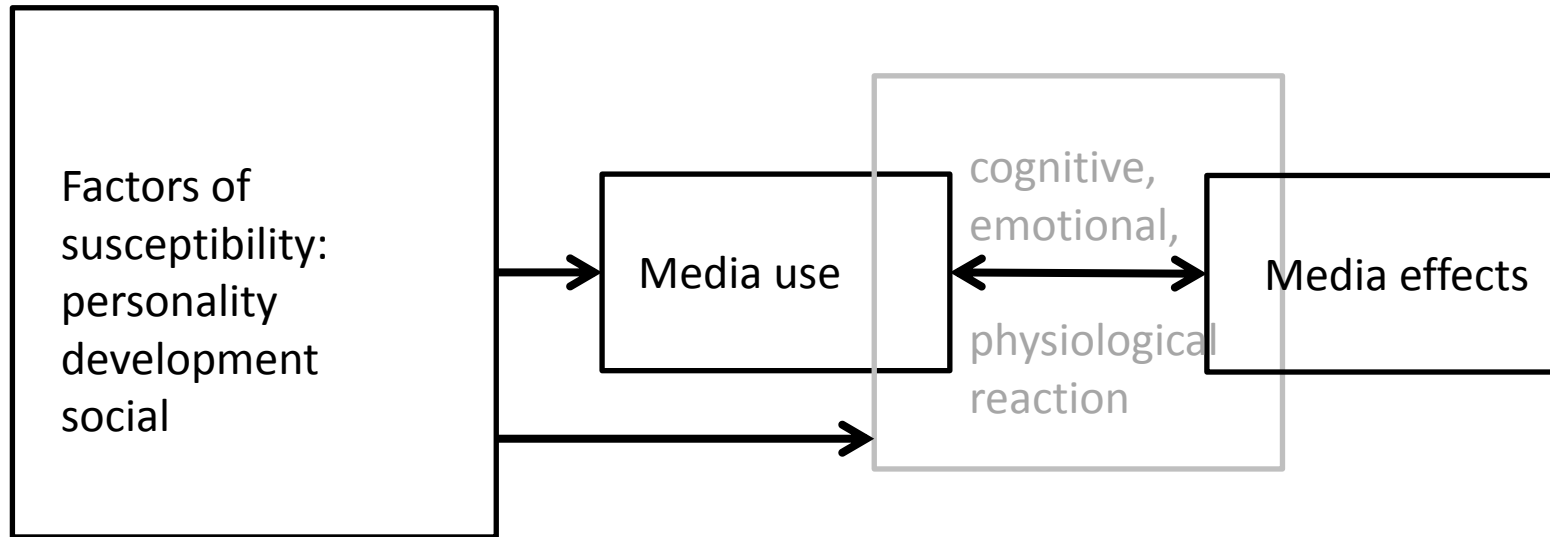 Factors of
susceptibility:
personality
development
social
Media use
cognitive,
emotional,
physiological
reaction
Media effects